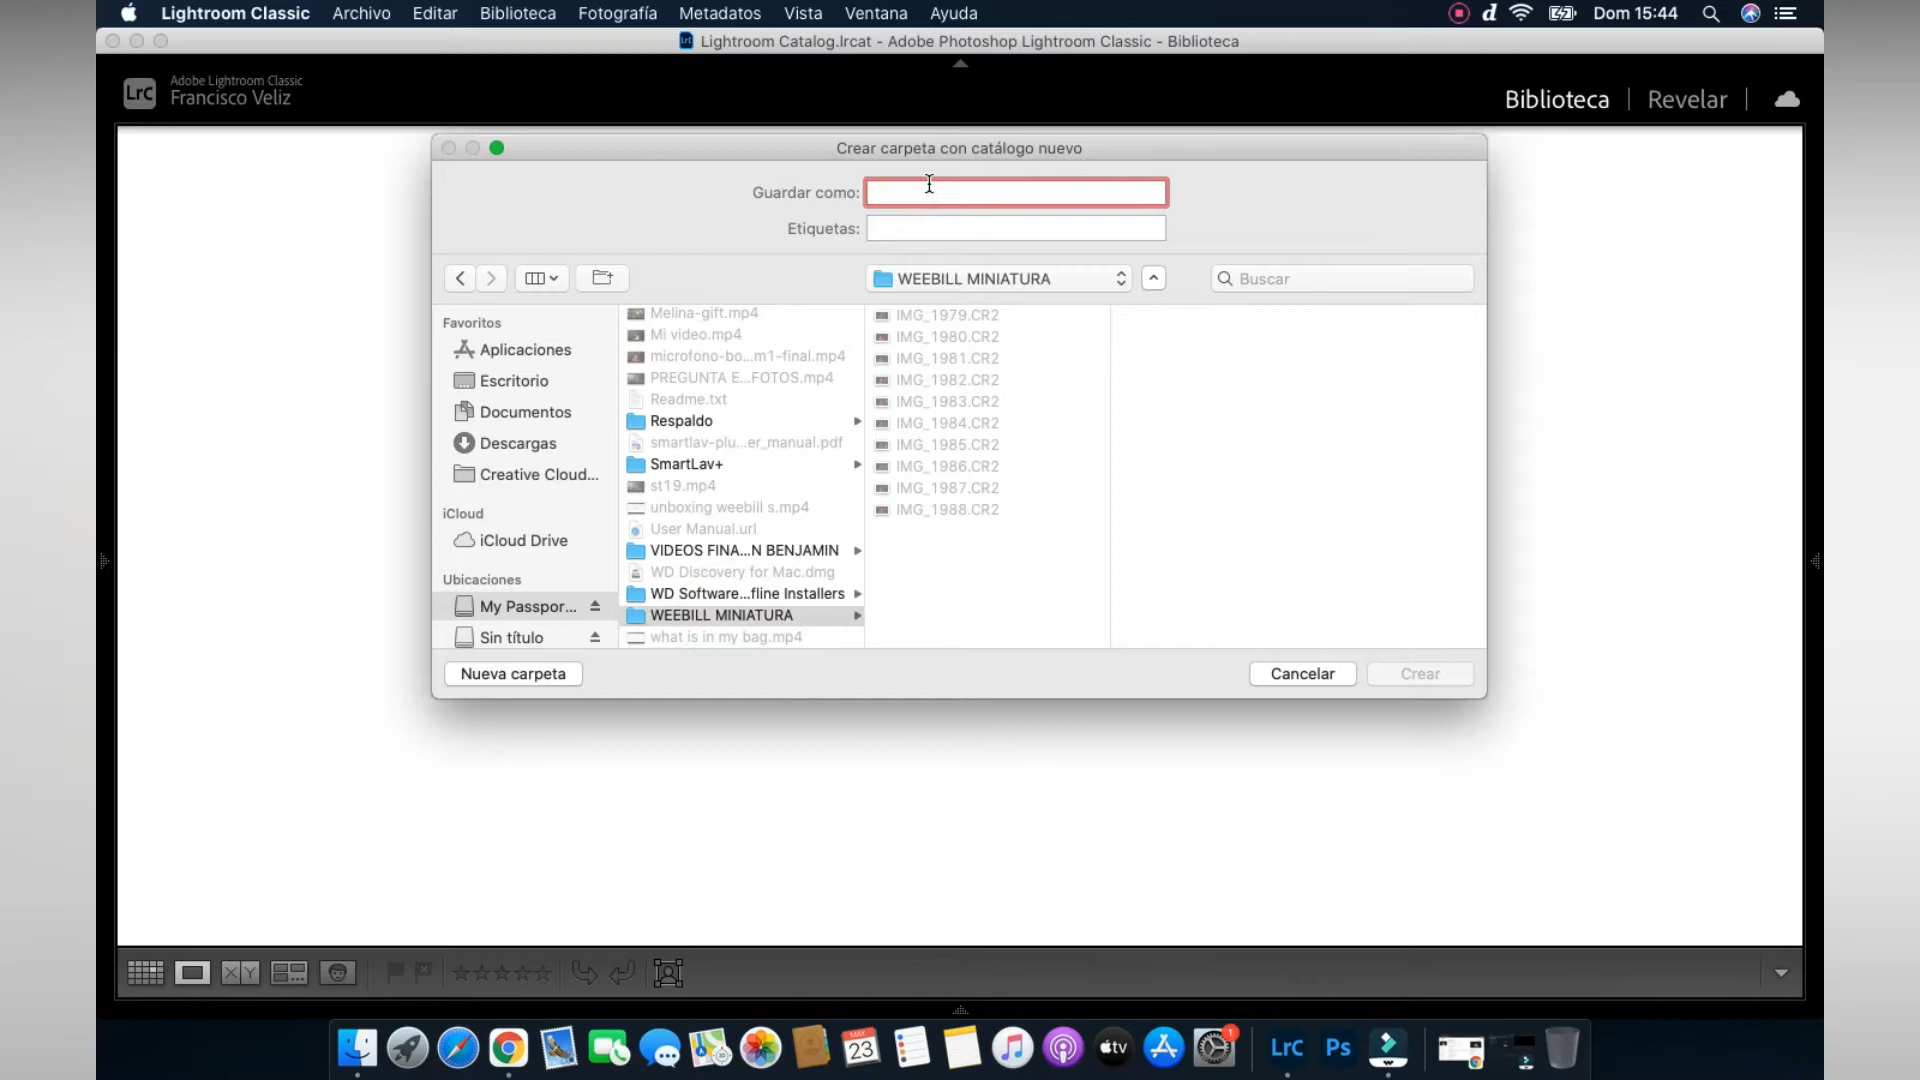 Lightroom Classic Archivo Editar Biblioteca Fotografía Metadatos Vista Ventana Ayuda d Dom 15:44
Lightroom Catalog.lrcat - Adobe Photoshop Lightroom Classic - Biblioteca
LrC
Adobe Lightroom Classic
Francisco Veliz
Biblioteca | Revelar |
Crear carpeta con catálogo nuevo
Guardar como:
Etiquetas:
WEEBILL MINIATURA
Buscar
Favoritos
Aplicaciones
Escritorio
Documentos
Descargas
Creative Cloud...
iCloud
iCloud Drive
Ubicaciones
My Passpor...
Sin título
Melina-gift.mp4
Mi video.mp4
microfono-bo...m1-final.mp4
PREGUNTA E...FOTOS.mp4
Readme.txt
Respaldo
smartlav-plu...er_manual.pdf
SmartLav+
st19.mp4
unboxing weebill s.mp4
User Manual.url
VIDEOS FINA...N BENJAMIN
WD Discovery for Mac.dmg
WD Software...fline Installers
WEEBILL MINIATURA
what is in my bag.mp4
IMG_1979.CR2
IMG_1980.CR2
IMG_1981.CR2
IMG_1982.CR2
IMG_1983.CR2
IMG_1984.CR2
IMG_1985.CR2
IMG_1986.CR2
IMG_1987.CR2
IMG_1988.CR2
Nueva carpeta
Cancelar
Crear
XY
MAY
23
tv
1
LrC
Ps